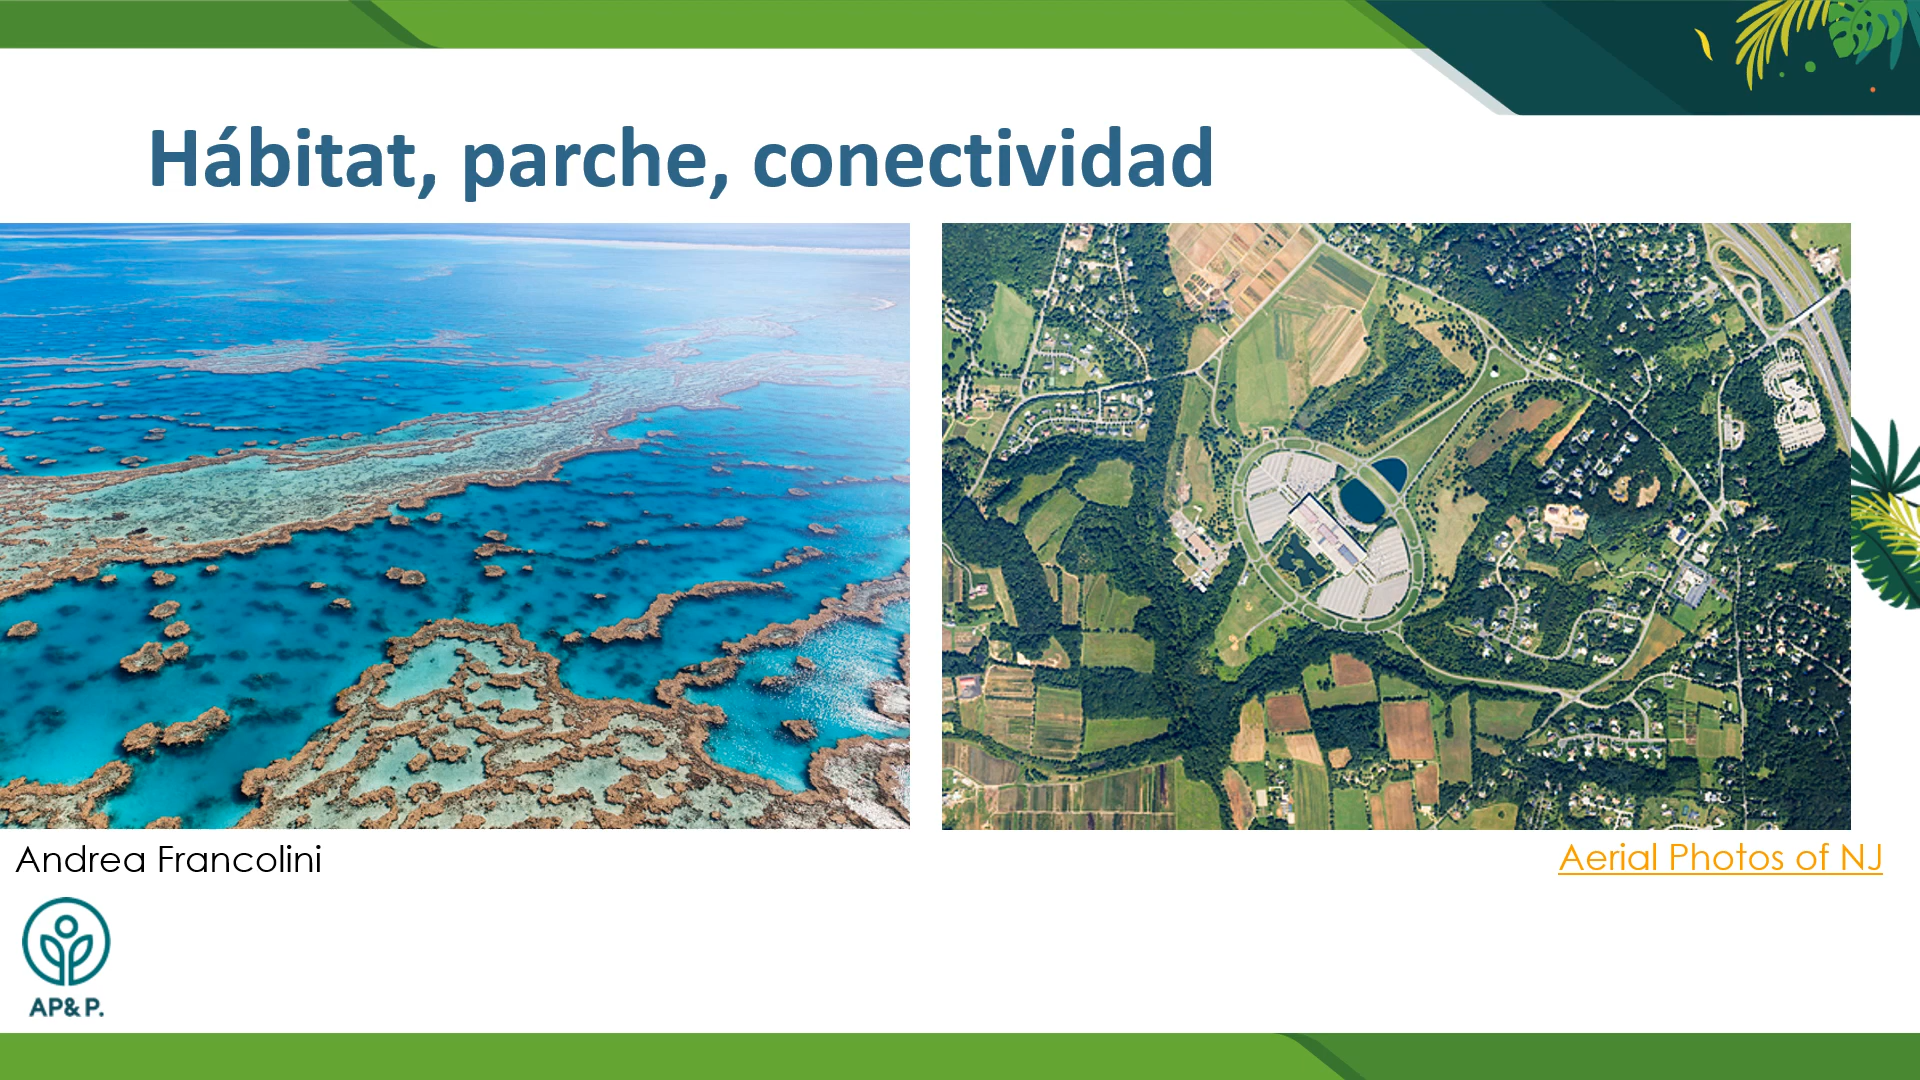 Hábitat, parche, conectividad
Andrea Francolini
Aerial Photos of NJ
AP&P.